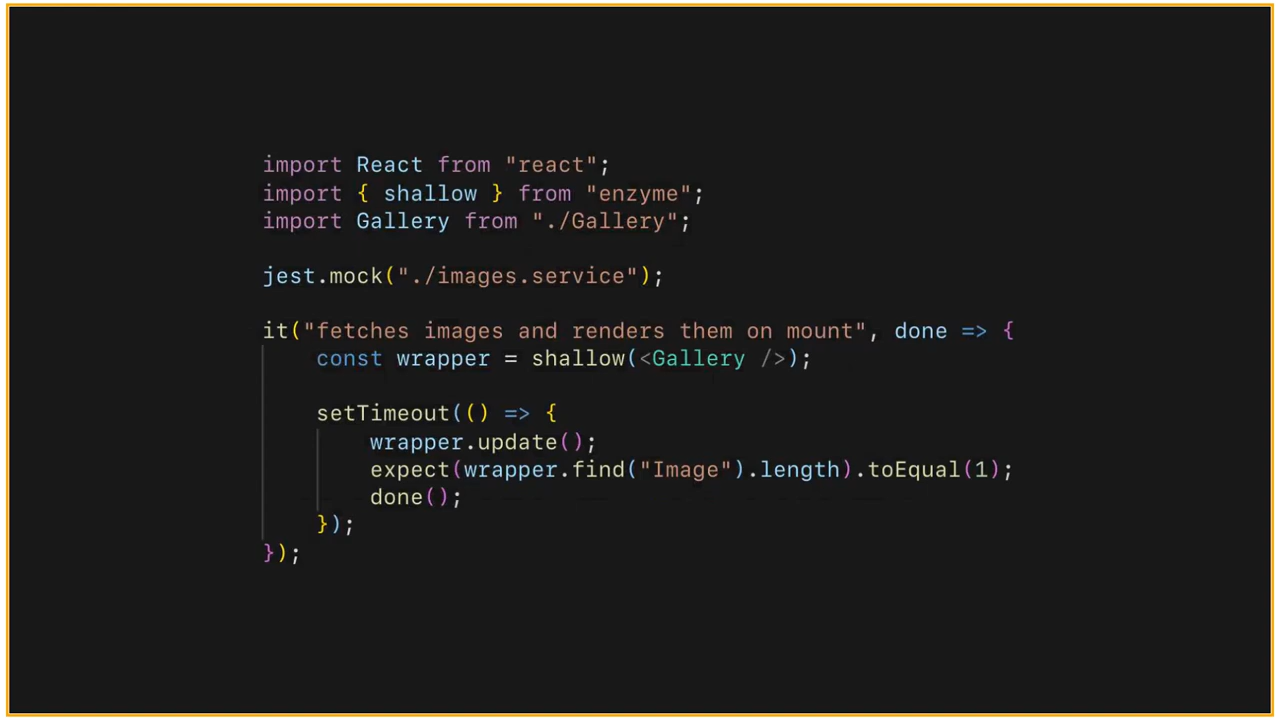 import React from "react";
import { shallow } from "enzyme";
import Gallery from "./Gallery";
jest.mock("./images.service");
it("fetches images and renders them on mount", done => {
const wrapper = shallow(<Gallery />);
setTimeout(() => {
wrapper.update();
expect(wrapper.find("Image").length).toEqual(1);
done();
});
});